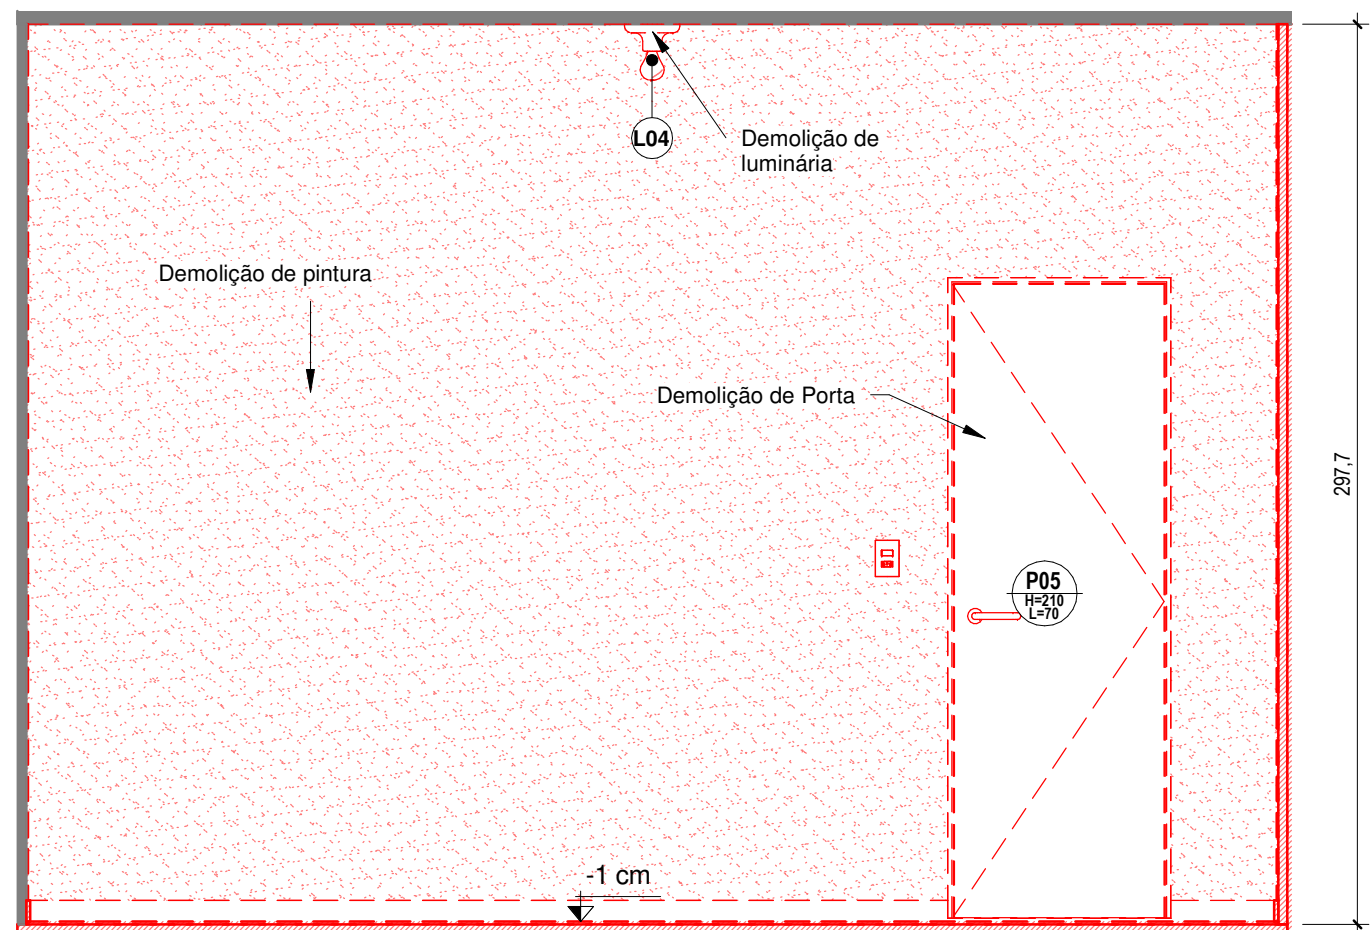 L04
Demolição de
luminária
Demolição de pintura
Demolição de Porta
297,7
P05
H=210
L=70
-1 cm